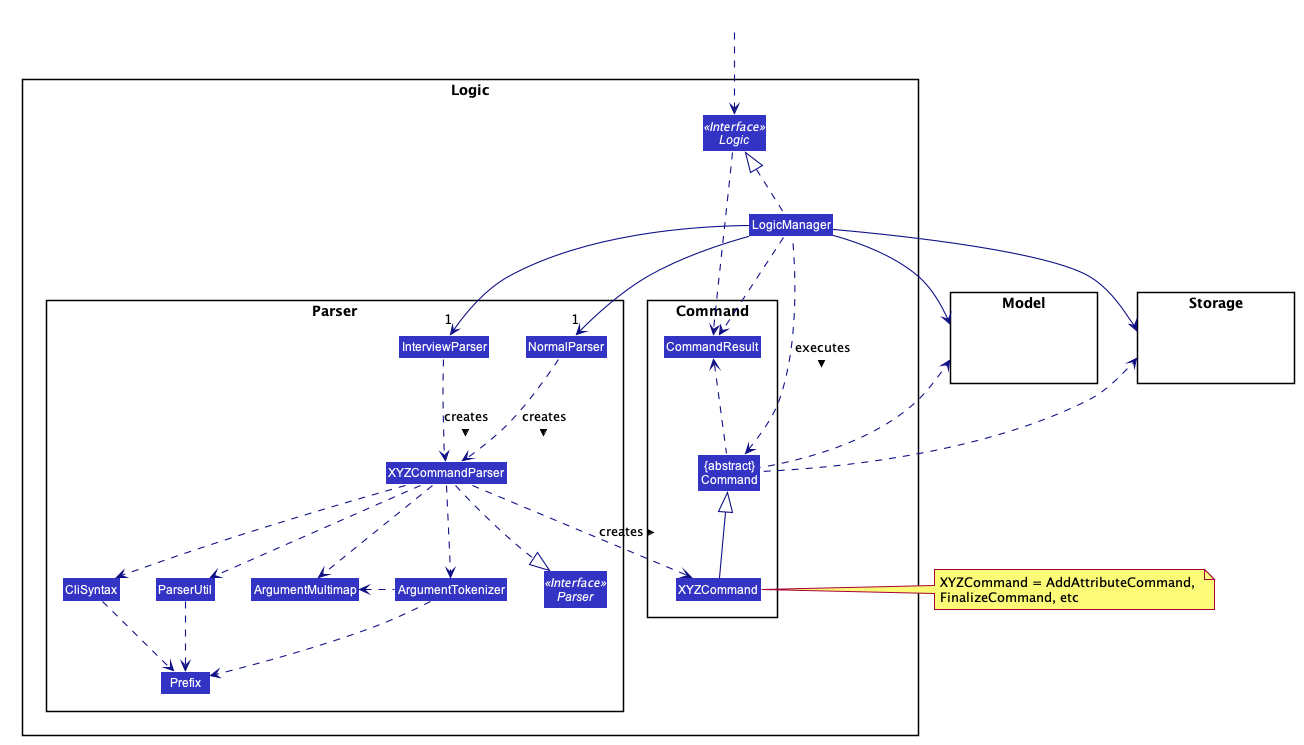 Logic
«Interface»
Logic
LogicManager
Parser
Command
Model
Storage
1
1
InterviewParser
NormalParser
CommandResult
executes
creates
creates
XYZCommandParser
{abstract}
Command
creates
CliSyntax
ParserUtil
ArgumentMultimap
ArgumentTokenizer
«Interface»
Parser
XYZCommand
XYZCommand = AddAttributeCommand,
FinalizeCommand, etc
Prefix